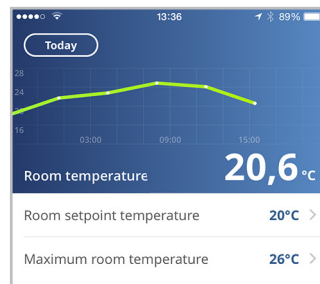 13:36 89%
Today
28
24
20
16
03:00 09:00 15:00
Room temperature 20,6 °C
Room setpoint temperature 20°C
Maximum room temperature 26°C